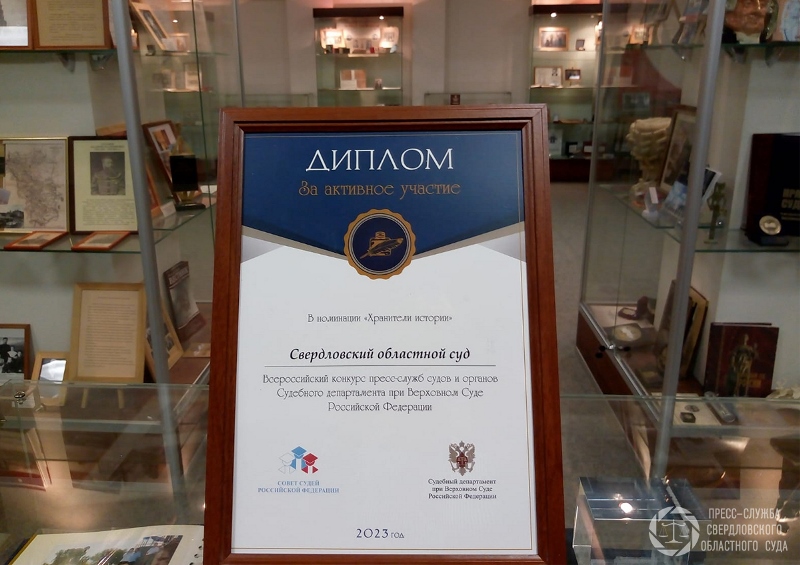 ДИПЛОМ
За активное участие
В номинации «Хранители истории»
Свердловский областной суд
Всероссийский конкурс пресс-служб судов и органов
Судебного департамента при Верховном Суде
Российской Федерации
СОВЕТ СУДЕЙ
РОССИЙСКОЙ ФЕДЕРАЦИИ
Судебный департамент
при Верховном Суде
Российской Федерации
2023 год
ПРЕСС-СЛУЖБА
СВЕРДЛОВСКОГО
ОБЛАСТНОГО СУДА